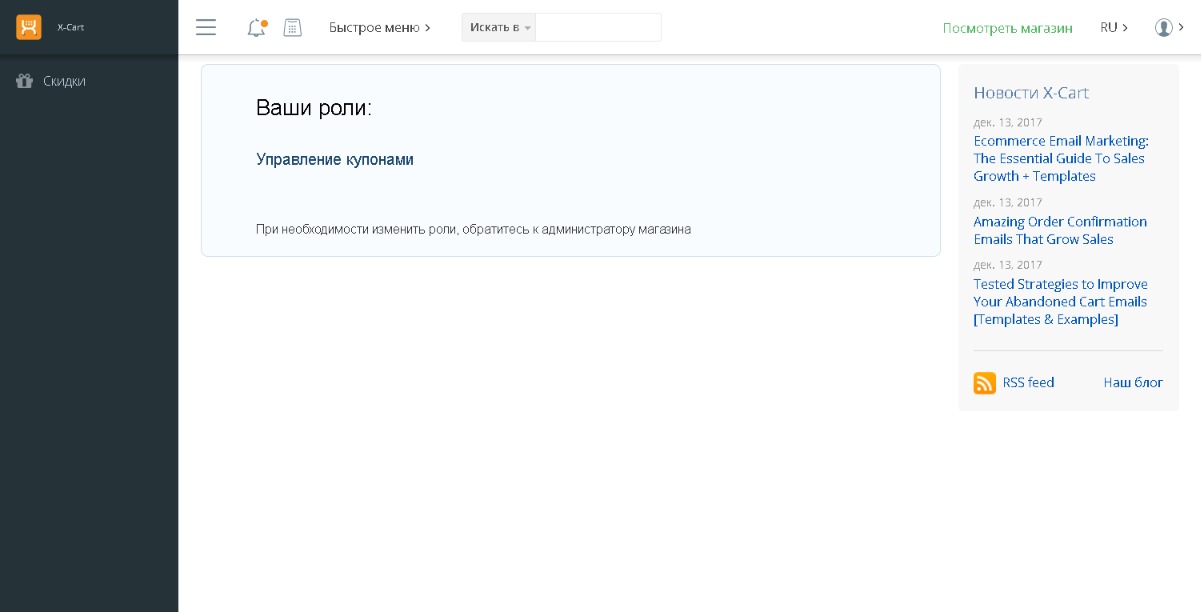 X-Cart
Быстрое меню
Искать в
Посмотреть магазин
RU
Скидки
Ваши роли:
Управление купонами
При необходимости изменить роли, обратитесь к администратору магазина
Новости X-Cart
дек. 13, 2017
Ecommerce Email Marketing:
The Essential Guide To Sales
Growth + Templates
дек. 13, 2017
Amazing Order Confirmation
Emails That Grow Sales
дек. 13, 2017
Tested Strategies to Improve
Your Abandoned Cart Emails
[Templates & Examples]
RSS feed
Наш блог